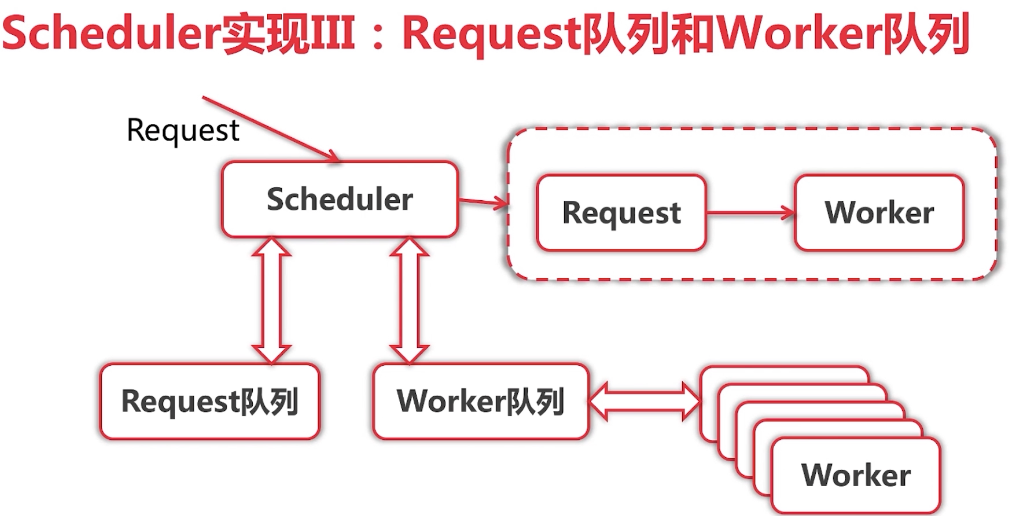 Scheduler实现III：Request队列和Worker队列
Request
Scheduler
Request
Worker
Request队列
Worker队列
Worker